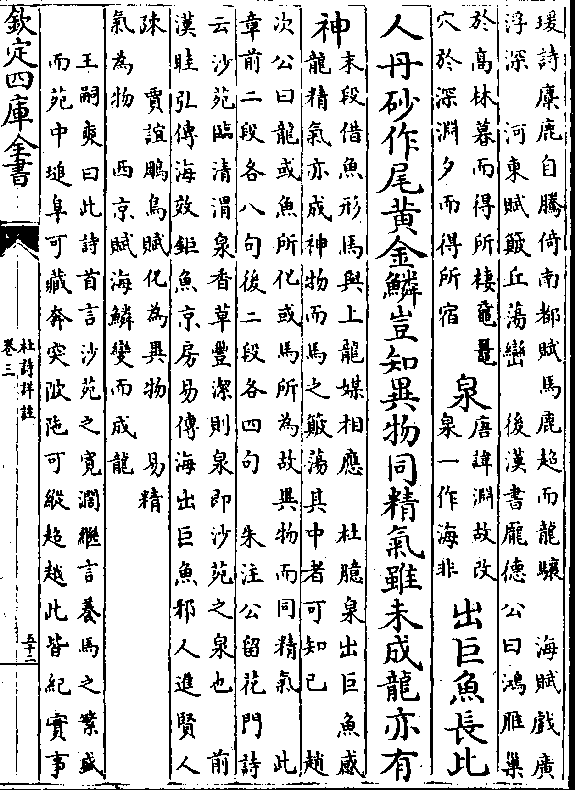 瑗詩麋鹿自騰倚南都賦馬鹿超而龍驤　海賦戲廣
浮深　河東賦簸丘蕩巒　後漢書龐德公曰鴻雁巢
於高林暮而得所棲黿鼉
穴於深淵夕而得所宿
泉
唐諱淵故改
泉一作海非
出巨魚長比
人丹砂作尾黃金鱗豈知異物同精氣雖未成龍亦有
神
末段借魚形馬與上龍媒相應　杜臆泉出巨魚感
龍精氣亦成神物而馬之簸蕩其中者可知已　趙
次公曰龍或魚所化或馬所為故異物而同精氣　此
章前二段各八句後二段各四句　朱注公留花門詩
云沙苑臨清渭泉香草豐潔則泉即沙苑之泉也　前
漢眭弘傳海效鉅魚京房易傳海出巨魚邪人進賢人
疎　賈誼鵬鳥賦化為異物　易精
氣為物　西京賦海鱗變而成龍
王嗣奭曰此詩首言沙苑之寬濶繼言養馬之繁盛
而苑中塠阜可藏奔突陂陁可縱超越此皆紀實事
欽定四庫全書
杜詩詳註
卷三
五十二